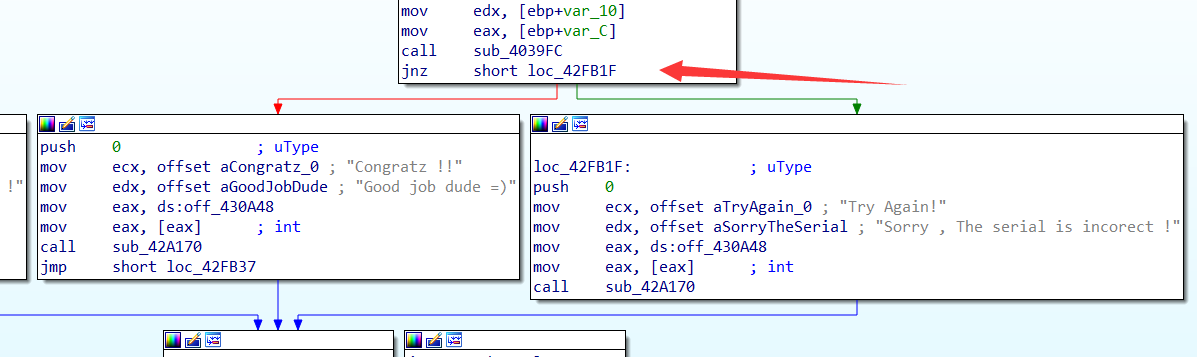 mov edx, [ebp+var_10]
mov eax, [ebp+var_C]
call sub_4039FC
jnz short loc_42FB1F
!"
push 0 ; uType
mov ecx, offset aCongratz_0 ; "Congratz !!"
mov edx, offset aGoodJobDude ; "Good job dude =)"
mov eax, ds:off_430A48
mov eax, [eax] ; int
call sub_42A170
jmp short loc_42FB37
loc_42FB1F: ; uType
push 0
mov ecx, offset aTryAgain_0 ; "Try Again!"
mov edx, offset aSorryTheSerial ; "Sorry , The serial is incorect !"
mov eax, ds:off_430A48
mov eax, [eax] ; int
call sub_42A170